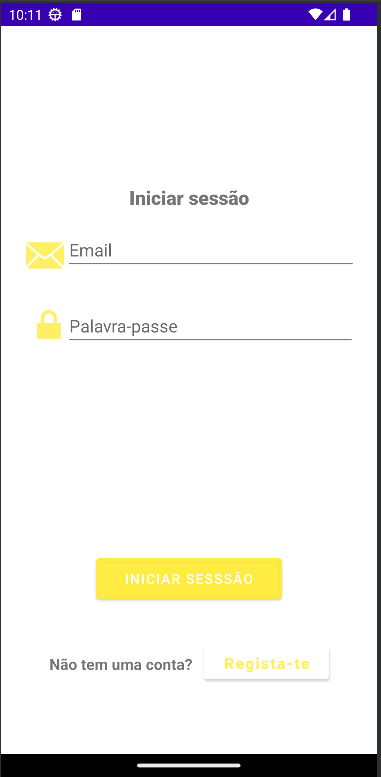 10:11
Iniciar sessão
Email
Palavra-passe
INICIAR SESSSÃO
Não tem uma conta? Regista-te